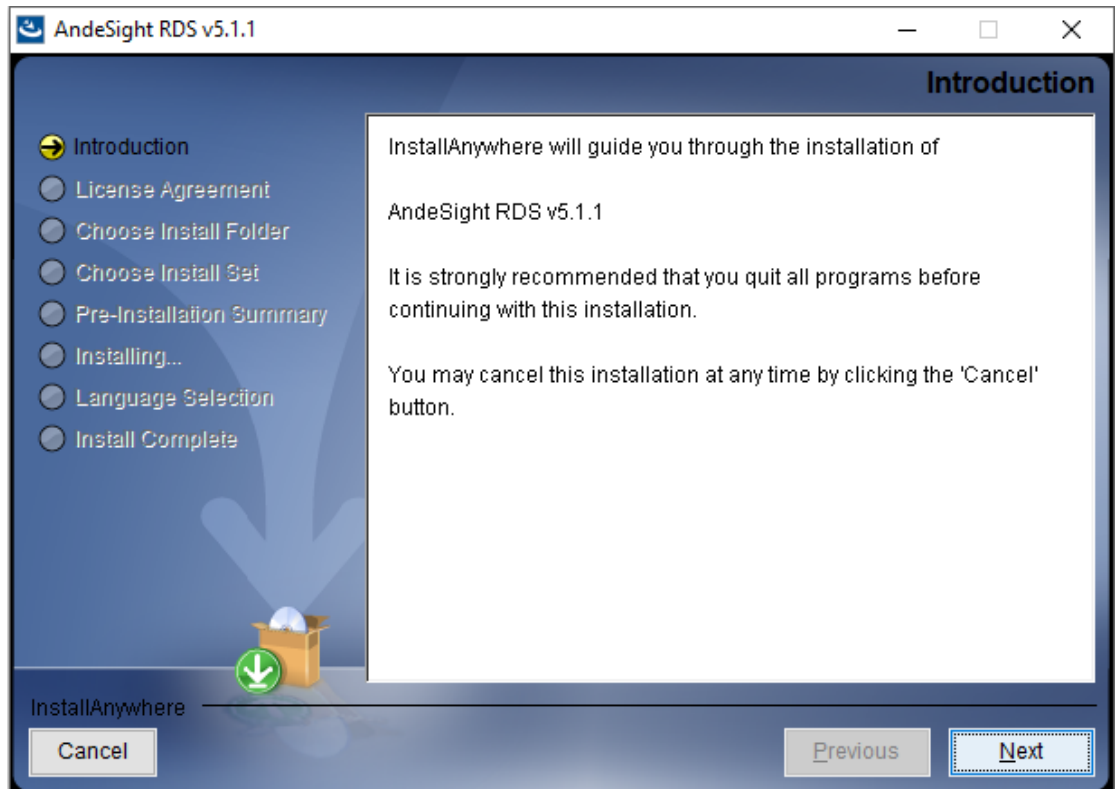 AndeSight RDS v5.1.1
Introduction
Introduction
License Agreement
Choose Install Folder
Choose Install Set
Pre-Installation Summary
Installing...
Language Selection
Install Complete
InstallAnywhere will guide you through the installation of
AndeSight RDS v5.1.1
It is strongly recommended that you quit all programs before
continuing with this installation.
You may cancel this installation at any time by clicking the 'Cancel'
button.
InstallAnywhere
Cancel
Previous
Next